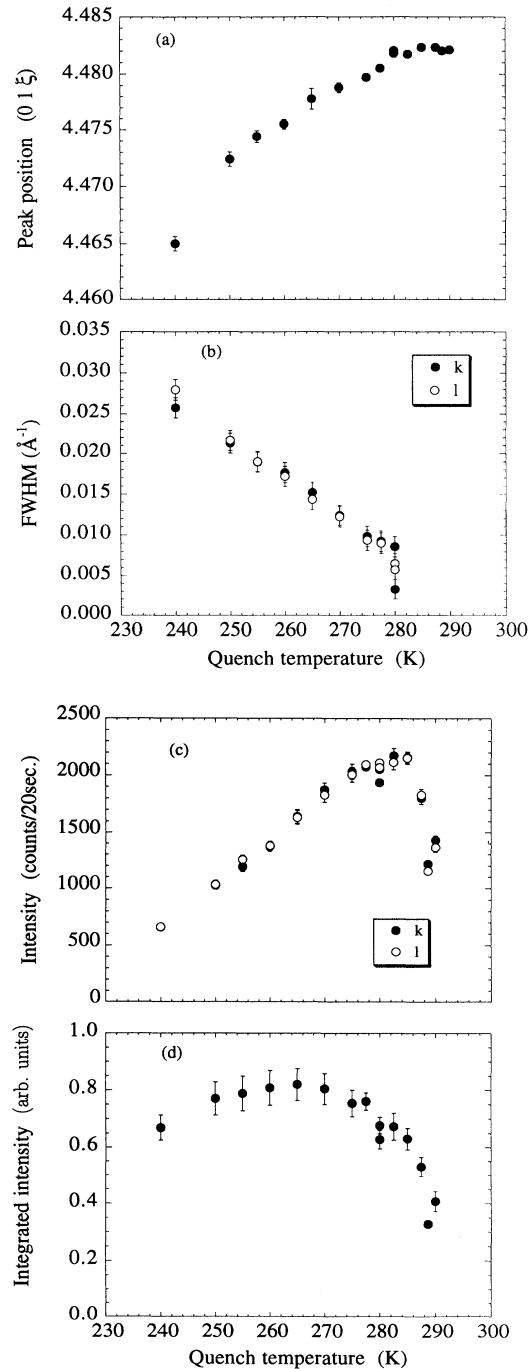 4.485
(a)
4.480
4.475
4.470
4.465
4.460
Peak position (0 1 ξ)
0.035
(b)
k
l
0.030
0.025
0.020
0.015
0.010
0.005
0.000
FWHM (Å-1)
230 240 250 260 270 280 290 300
Quench temperature (K)
2500
(c)
2000
1500
1000
500
0
Intensity (counts/20sec.)
k
l
1.0
(d)
0.8
0.6
0.4
0.2
0.0
Integrated intensity (arb. units)
230 240 250 260 270 280 290 300
Quench temperature (K)